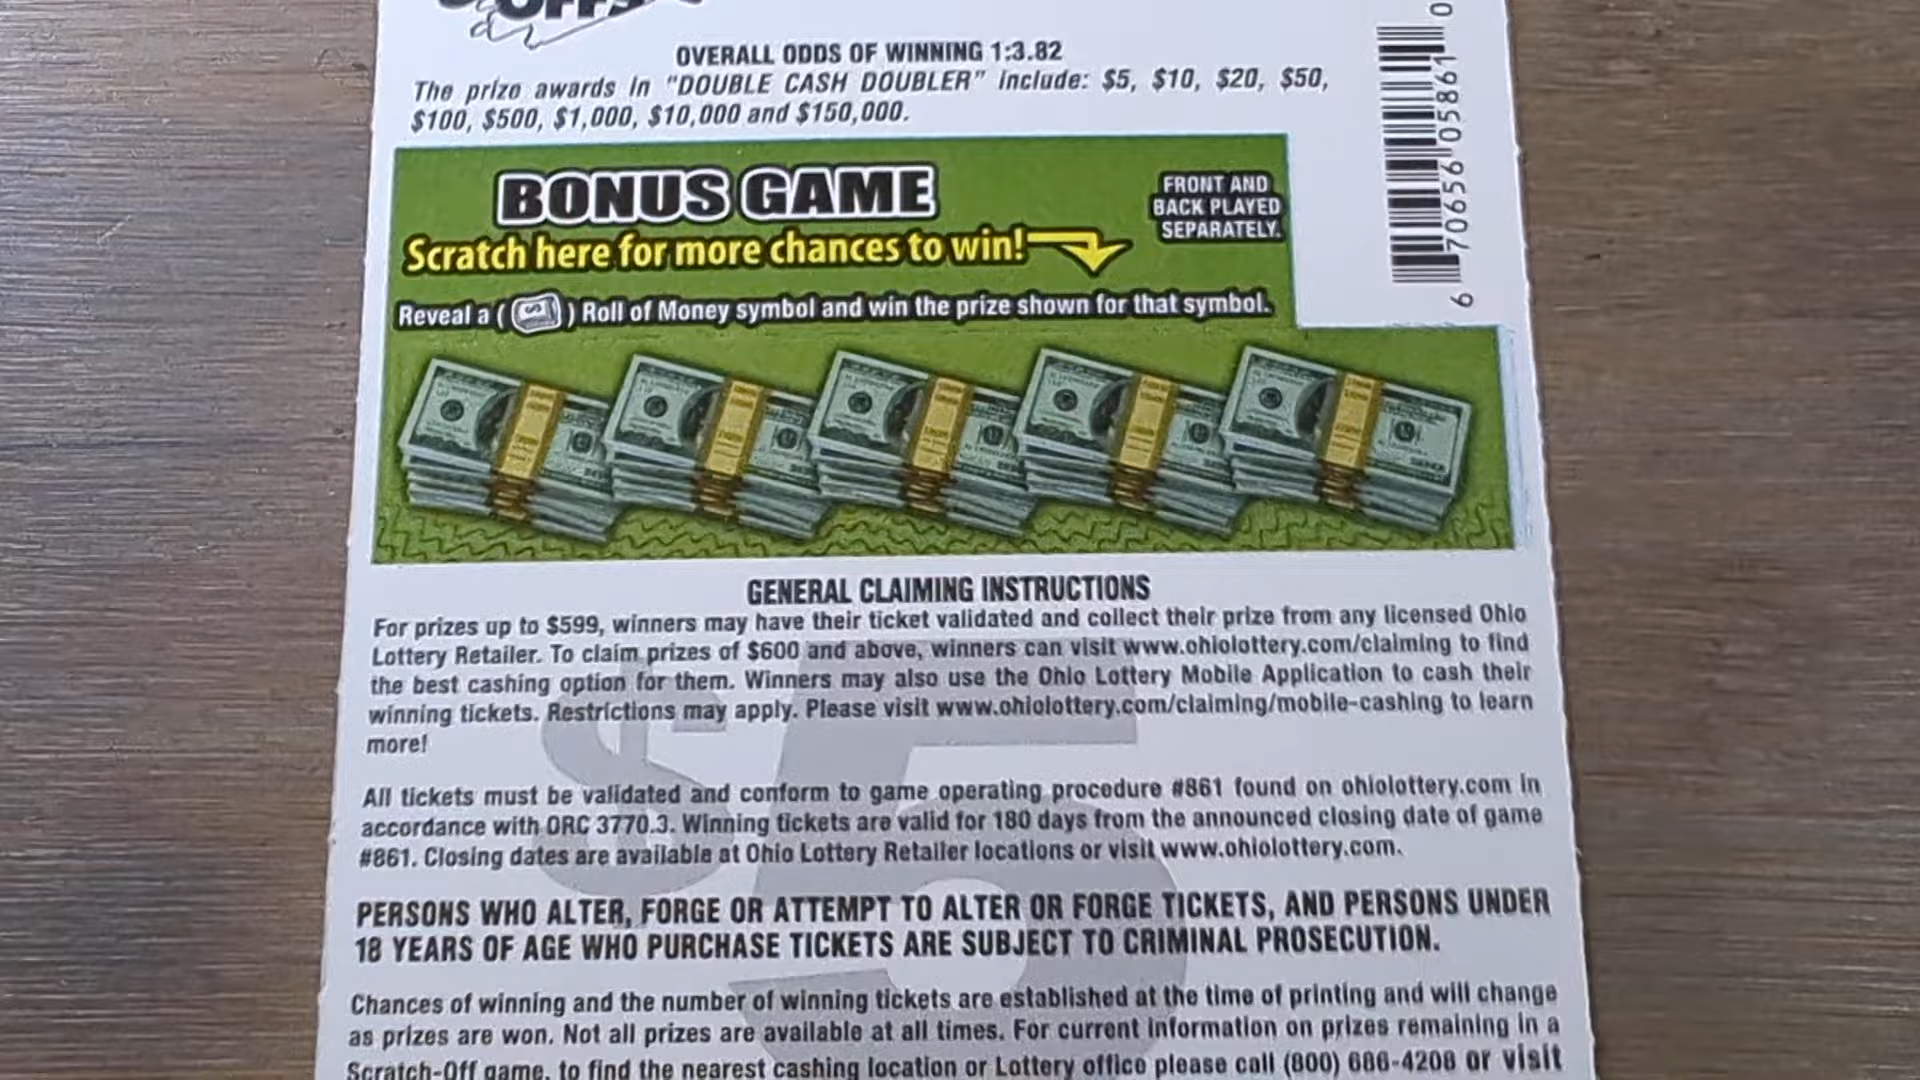 OFFS
OVERALL ODDS OF WINNING 1:3.82
The prize awards in "DOUBLE CASH DOUBLER" include: $5, $10, $20, $50,
$100, $500, $1,000, $10,000 and $150,000.
BONUS GAME
Scratch here for more chances to win!
FRONT AND
BACK PLAYED
SEPARATELY.
Reveal a ( ) Roll of Money symbol and win the prize shown for that symbol.
6 70656 05861 0
GENERAL CLAIMING INSTRUCTIONS
For prizes up to $599, winners may have their ticket validated and collect their prize from any licensed Ohio
Lottery Retailer. To claim prizes of $600 and above, winners can visit www.ohiolottery.com/claiming to find
the best cashing option for them. Winners may also use the Ohio Lottery Mobile Application to cash their
winning tickets. Restrictions may apply. Please visit www.ohiolottery.com/claiming/mobile-cashing to learn
more!
$5
All tickets must be validated and conform to game operating procedure #861 found on ohiolottery.com in
accordance with ORC 3770.3. Winning tickets are valid for 180 days from the announced closing date of game
#861. Closing dates are available at Ohio Lottery Retailer locations or visit www.ohiolottery.com.
PERSONS WHO ALTER, FORGE OR ATTEMPT TO ALTER OR FORGE TICKETS, AND PERSONS UNDER
18 YEARS OF AGE WHO PURCHASE TICKETS ARE SUBJECT TO CRIMINAL PROSECUTION.
Chances of winning and the number of winning tickets are established at the time of printing and will change
as prizes are won. Not all prizes are available at all times. For current information on prizes remaining in a
Scratch-Off game, to find the nearest cashing location or Lottery office please call (800) 686-4208 or visit